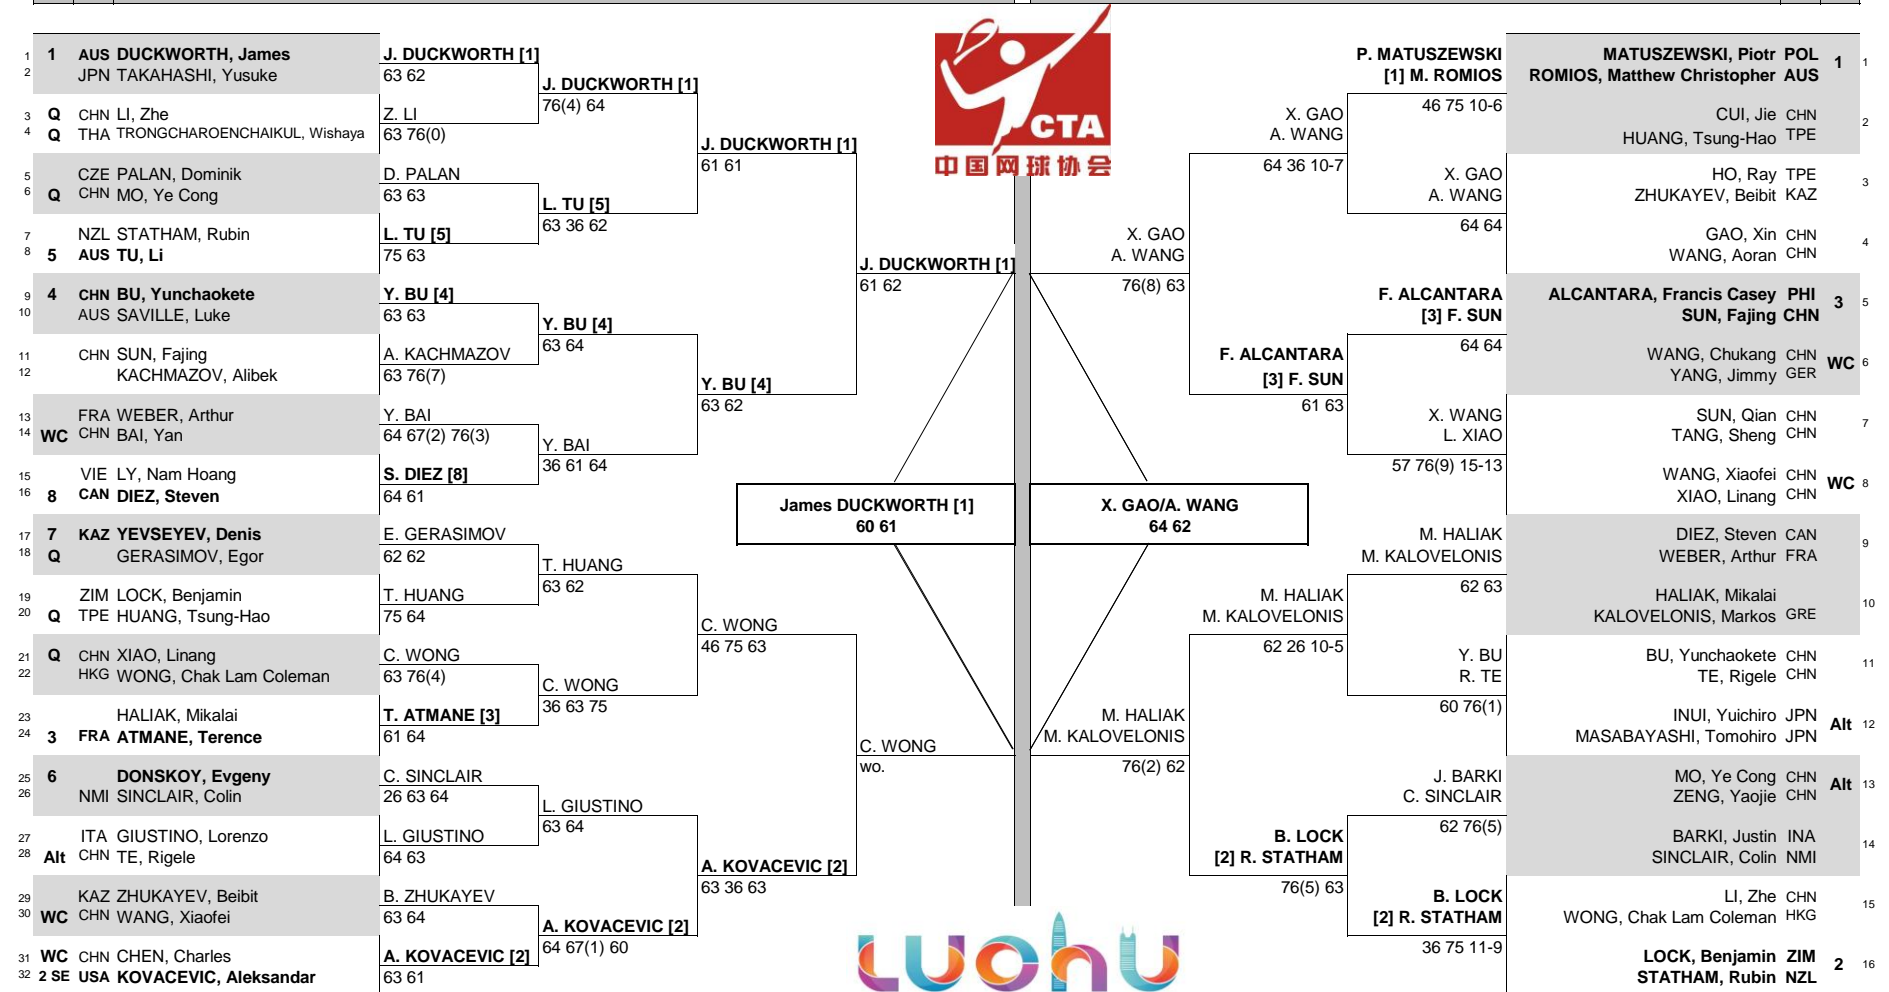 1 1 AUS DUCKWORTH, James
2 JPN TAKAHASHI, Yusuke
3 Q CHN LI, Zhe
4 Q THA TRONGCHAROENCHAIKUL, Wishaya
5 CZE PALAN, Dominik
6 Q CHN MO, Ye Cong
7 NZL STATHAM, Rubin
8 5 AUS TU, Li
9 4 CHN BU, Yunchaokete
10 AUS SAVILLE, Luke
11 CHN SUN, Fajing
12 KACHMAZOV, Alibek
13 FRA WEBER, Arthur
14 WC CHN BAI, Yan
15 VIE LY, Nam Hoang
16 8 CAN DIEZ, Steven
17 7 KAZ YEVSEYEV, Denis
18 Q GERASIMOV, Egor
19 ZIM LOCK, Benjamin
20 Q TPE HUANG, Tsung-Hao
21 Q CHN XIAO, Linang
22 HKG WONG, Chak Lam Coleman
23 HALIAK, Mikalai
24 3 FRA ATMANE, Terence
25 6 DONSKOY, Evgeny
26 NMI SINCLAIR, Colin
27 ITA GIUSTINO, Lorenzo
28 Alt CHN TE, Rigele
29 KAZ ZHUKAYEV, Beibit
30 WC CHN WANG, Xiaofei
31 WC CHN CHEN, Charles
32 2 SE USA KOVACEVIC, Aleksandar
J. DUCKWORTH [1]
63 62
Z. LI
63 76(0)
D. PALAN
63 63
L. TU [5]
75 63
Y. BU [4]
63 63
A. KACHMAZOV
63 76(7)
Y. BAI
64 67(2) 76(3)
S. DIEZ [8]
64 61
E. GERASIMOV
62 62
T. HUANG
75 64
C. WONG
63 76(4)
T. ATMANE [3]
61 64
C. SINCLAIR
26 63 64
L. GIUSTINO
64 63
B. ZHUKAYEV
63 64
A. KOVACEVIC [2]
63 61
J. DUCKWORTH [1]
76(4) 64
L. TU [5]
63 36 62
Y. BU [4]
63 64
Y. BAI
36 61 64
T. HUANG
63 62
C. WONG
36 63 75
L. GIUSTINO
63 64
A. KOVACEVIC [2]
64 67(1) 60
J. DUCKWORTH [1]
61 61
Y. BU [4]
63 62
C. WONG
46 75 63
A. KOVACEVIC [2]
63 36 63
J. DUCKWORTH [1]
61 62
C. WONG
wo.
James DUCKWORTH [1]
60 61
CTA
中国网球协会
X. GAO/A. WANG
64 62
X. GAO
A. WANG
76(8) 63
M. HALIAK
M. KALOVELONIS
76(2) 62
X. GAO
A. WANG
64 36 10-7
F. ALCANTARA
[3] F. SUN
61 63
M. HALIAK
M. KALOVELONIS
62 26 10-5
B. LOCK
[2] R. STATHAM
76(5) 63
P. MATUSZEWSKI
[1] M. ROMIOS
46 75 10-6
X. GAO
A. WANG
64 64
F. ALCANTARA
[3] F. SUN
64 64
X. WANG
L. XIAO
57 76(9) 15-13
M. HALIAK
M. KALOVELONIS
62 63
Y. BU
R. TE
60 76(1)
J. BARKI
C. SINCLAIR
62 76(5)
B. LOCK
[2] R. STATHAM
36 75 11-9
MATUSZEWSKI, Piotr POL 1 1
ROMIOS, Matthew Christopher AUS
CUI, Jie CHN 2
HUANG, Tsung-Hao TPE
HO, Ray TPE 3
ZHUKAYEV, Beibit KAZ
GAO, Xin CHN 4
WANG, Aoran CHN
ALCANTARA, Francis Casey PHI 3 5
SUN, Fajing CHN
WANG, Chukang CHN WC 6
YANG, Jimmy GER
SUN, Qian CHN 7
TANG, Sheng CHN
WANG, Xiaofei CHN WC 8
XIAO, Linang CHN
DIEZ, Steven CAN 9
WEBER, Arthur FRA
HALIAK, Mikalai 10
KALOVELONIS, Markos GRE
BU, Yunchaokete CHN 11
TE, Rigele CHN
INUI, Yuichiro JPN Alt 12
MASABAYASHI, Tomohiro JPN
MO, Ye Cong CHN Alt 13
ZENG, Yaojie CHN
BARKI, Justin INA 14
SINCLAIR, Colin NMI
LI, Zhe CHN 15
WONG, Chak Lam Coleman HKG
LOCK, Benjamin ZIM 2 16
STATHAM, Rubin NZL
LUOHU